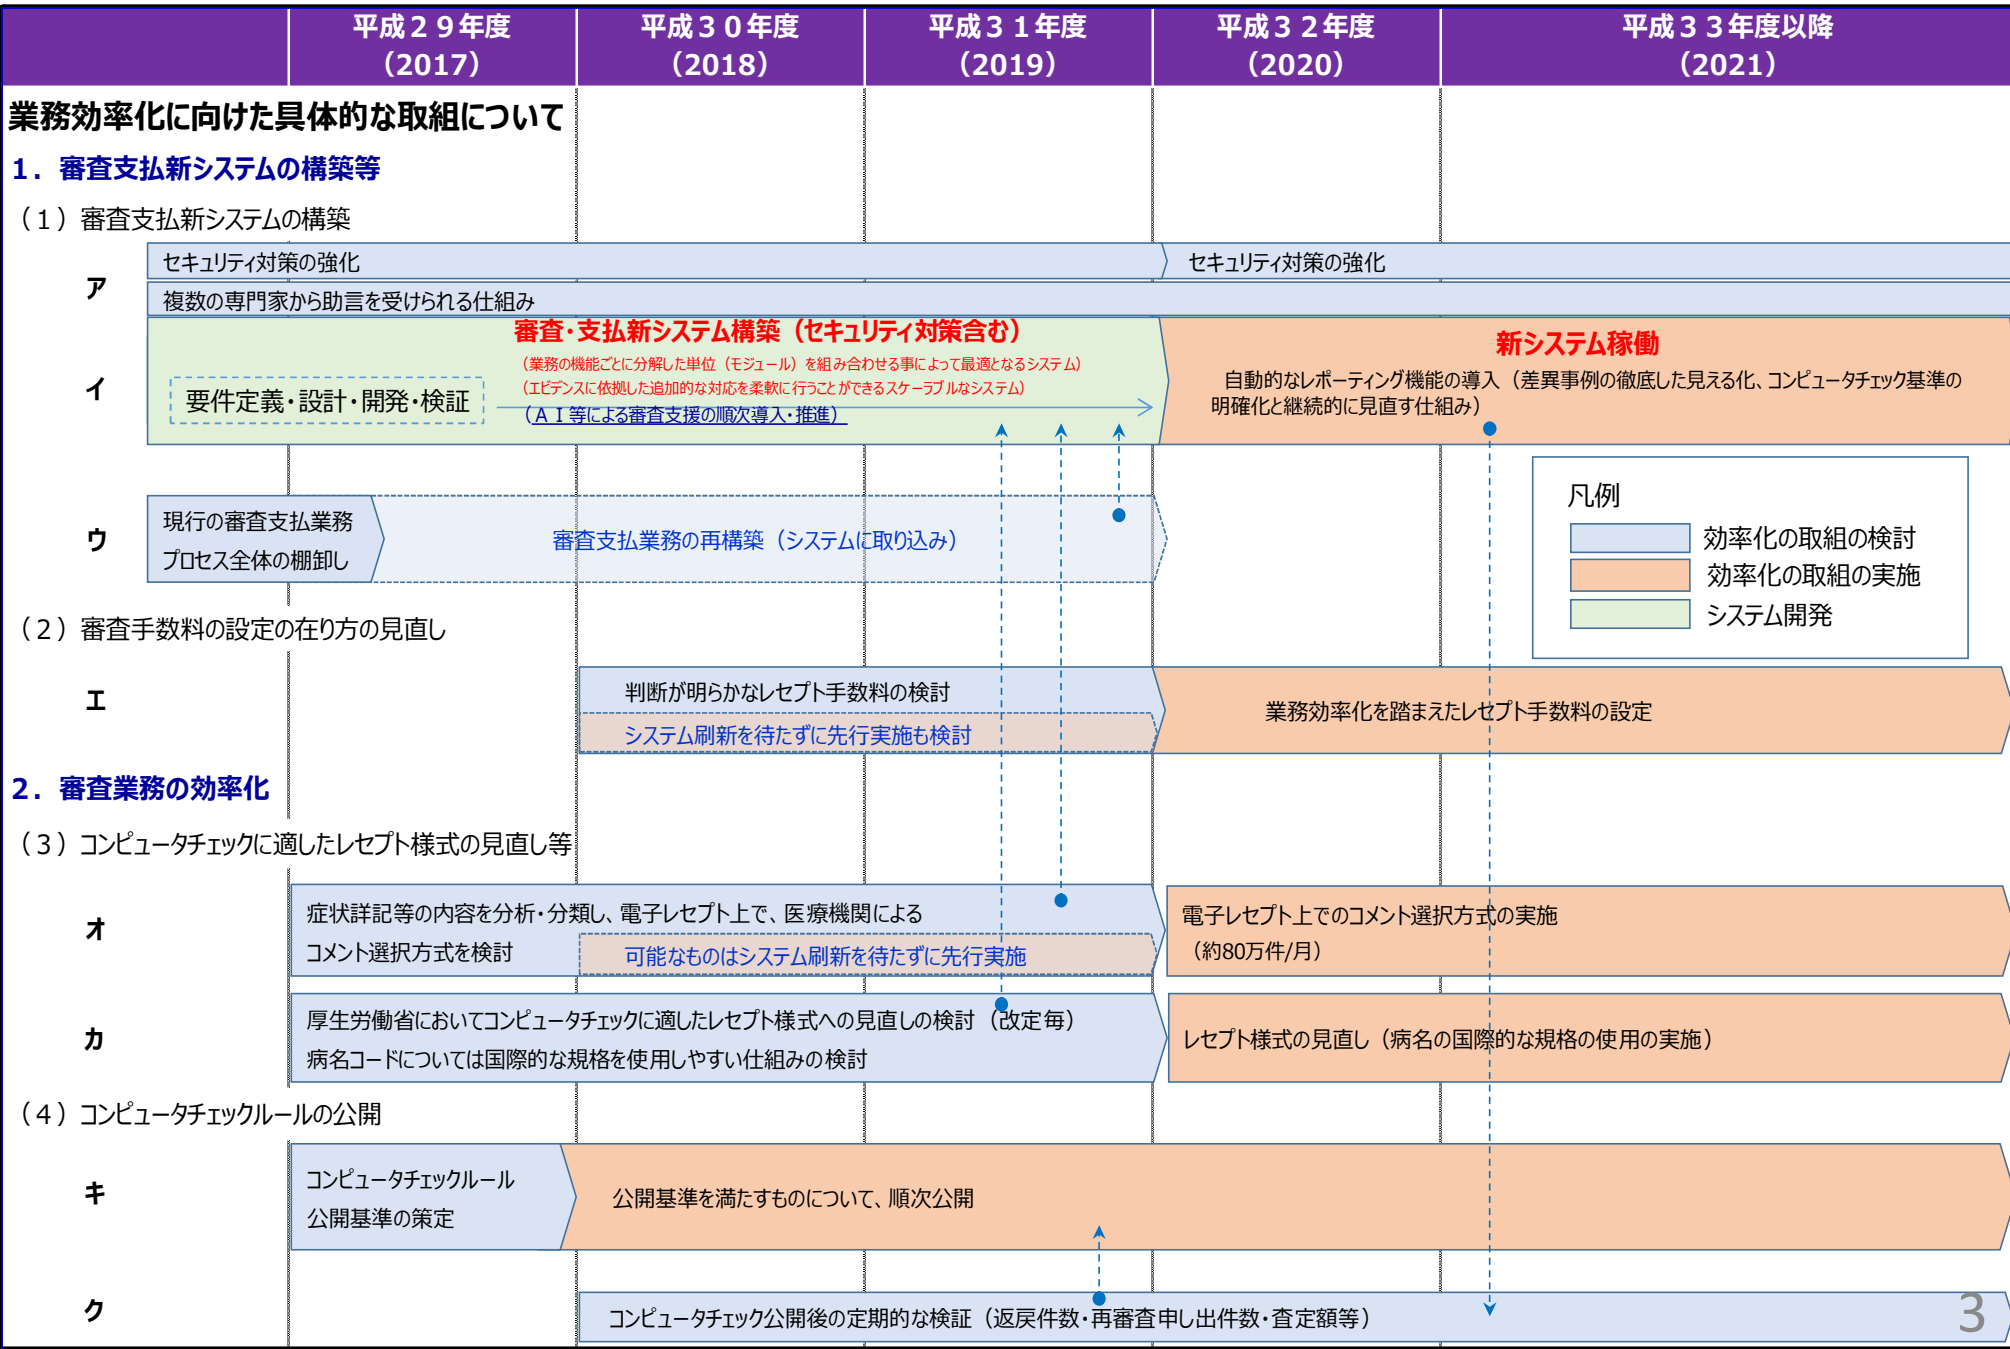 平成２９年度
（2017）
平成３０年度
（2018）
平成３１年度
（2019）
平成３２年度
（2020）
平成３３年度以降
（2021）
業務効率化に向けた具体的な取組について
１．審査支払新システムの構築等
（１）審査支払新システムの構築
ア
セキュリティ対策の強化
セキュリティ対策の強化
複数の専門家から助言を受けられる仕組み
イ
審査・支払新システム構築（セキュリティ対策含む）
（業務の機能ごとに分解した単位（モジュール）を組み合わせる事によって最適となるシステム）
（エビデンスに依拠した追加的な対応を柔軟に行うことができるスケーラブルなシステム）
要件定義・設計・開発・検証
（ＡＩ等による審査支援の順次導入・推進）
新システム稼働
自動的なレポーティング機能の導入（差異事例の徹底した見える化、コンピュータチェック基準の
明確化と継続的に見直す仕組み）
凡例
効率化の取組の検討
効率化の取組の実施
システム開発
ウ
現行の審査支払業務
プロセス全体の棚卸し
審査支払業務の再構築（システムに取り込み）
（２）審査手数料の設定の在り方の見直し
エ
判断が明らかなレセプト手数料の検討
システム刷新を待たずに先行実施も検討
業務効率化を踏まえたレセプト手数料の設定
２．審査業務の効率化
（３）コンピュータチェックに適したレセプト様式の見直し等
オ
症状詳記等の内容を分析・分類し、電子レセプト上で、医療機関による
コメント選択方式を検討
可能なものはシステム刷新を待たずに先行実施
電子レセプト上でのコメント選択方式の実施
（約80万件/月）
カ
厚生労働省においてコンピュータチェックに適したレセプト様式への見直しの検討（改定毎）
病名コードについては国際的な規格を使用しやすい仕組みの検討
レセプト様式の見直し（病名の国際的な規格の使用の実施）
（４）コンピュータチェックルールの公開
キ
コンピュータチェックルール
公開基準の策定
公開基準を満たすものについて、順次公開
ク
コンピュータチェック公開後の定期的な検証（返戻件数・再審査申し出件数・査定額等）
3